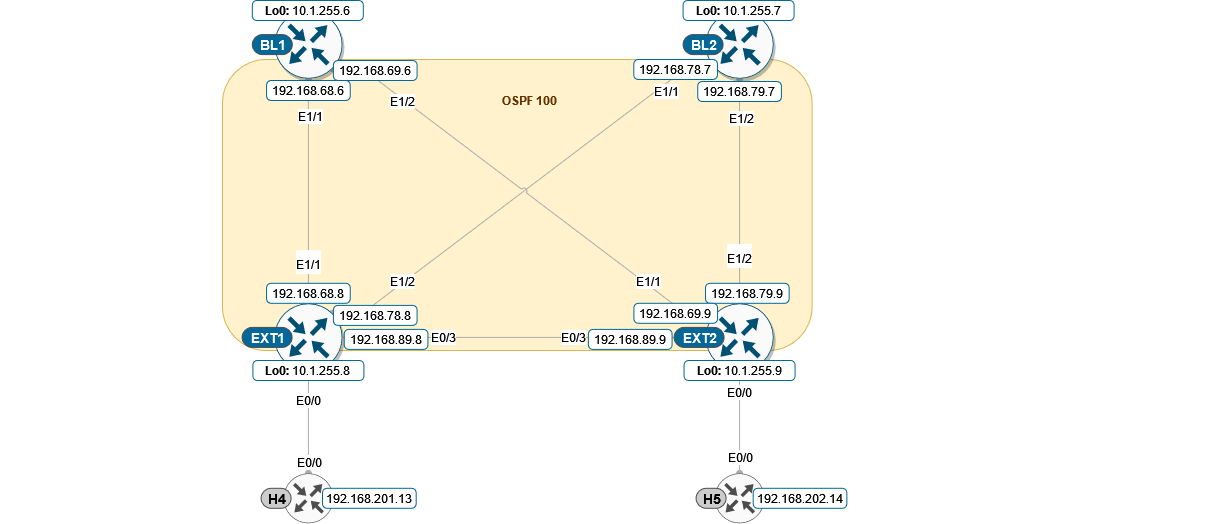 Lo0: 10.1.255.6
Lo0: 10.1.255.7
BL1
BL2
192.168.69.6
192.168.78.7
192.168.68.6
192.168.79.7
E1/2
OSPF 100
E1/1
E1/1
E1/2
E1/1
E1/2
E1/2
E1/1
192.168.68.8
192.168.79.9
192.168.78.8
192.168.69.9
EXT1
192.168.89.8
E0/3
E0/3
192.168.89.9
EXT2
Lo0: 10.1.255.8
Lo0: 10.1.255.9
E0/0
E0/0
E0/0
E0/0
H4
192.168.201.13
H5
192.168.202.14